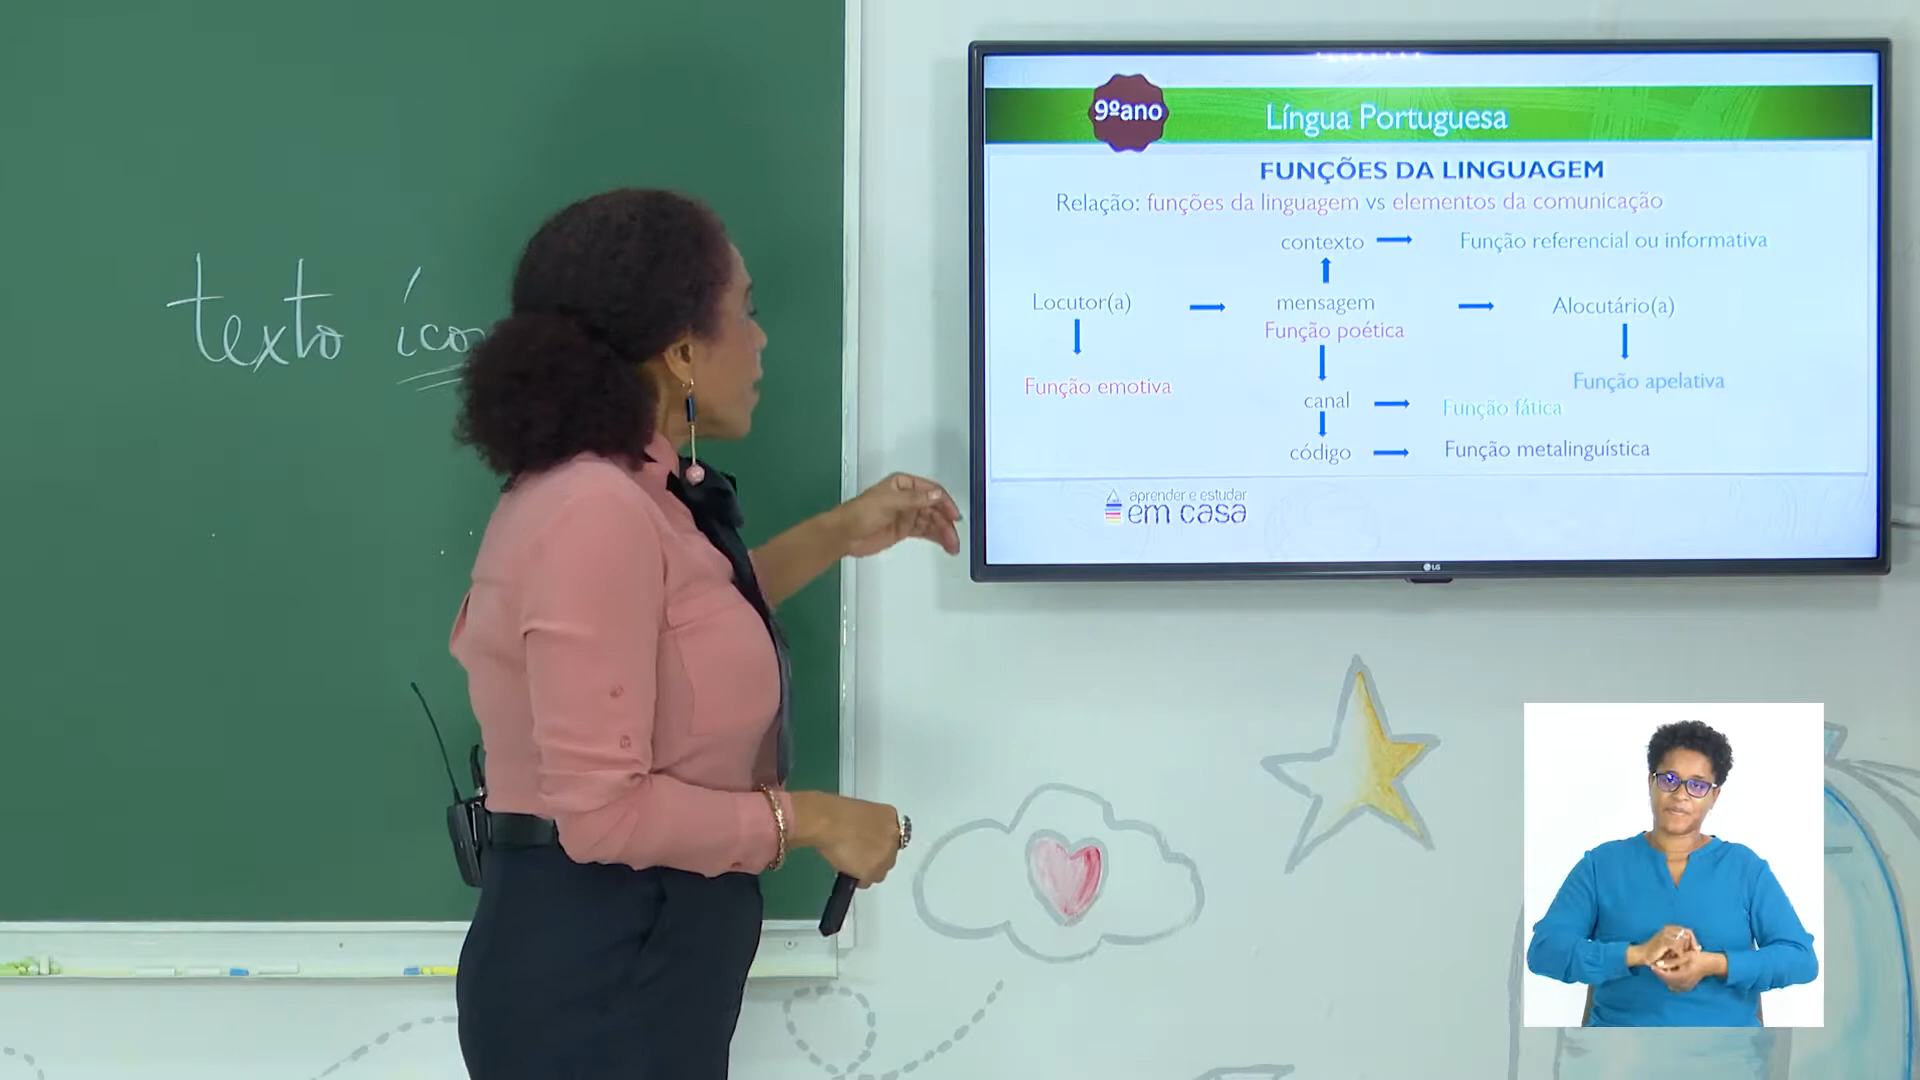 texto
9ºano
Língua Portuguesa
FUNÇÕES DA LINGUAGEM
Relação: funções da linguagem vs elementos da comunicação
contexto
Função referencial ou informativa
Locutor(a)
mensagem
Alocutário(a)
Função poética
Função emotiva
Função apelativa
canal
Função fática
código
Função metalinguística
aprender e estudar
em casa
LG